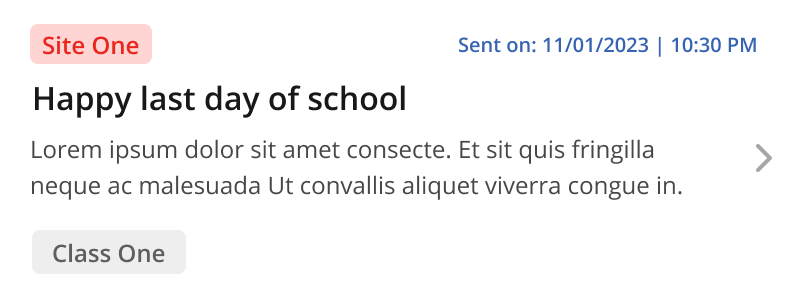 Site One
Sent on: 11/01/2023 | 10:30 PM
Happy last day of school
Lorem ipsum dolor sit amet consecte. Et sit quis fringilla
neque ac malesuada Ut convallis aliquet viverra congue in.
Class One